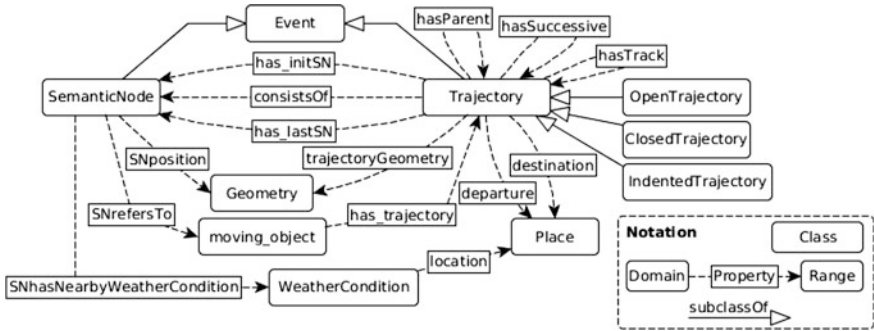 Event
hasParent
hasSuccessive
hasTrack
has_initSN
SemanticNode
consistsOf
Trajectory
OpenTrajectory
has_lastSN
ClosedTrajectory
SNposition
trajectoryGeometry
destination
IndentedTrajectory
Geometry
departure
SNrefersTo
has_trajectory
moving_object
Place
Notation
Class
location
Domain
Property
Range
SNhasNearbyWeatherCondition
WeatherCondition
subclassOf